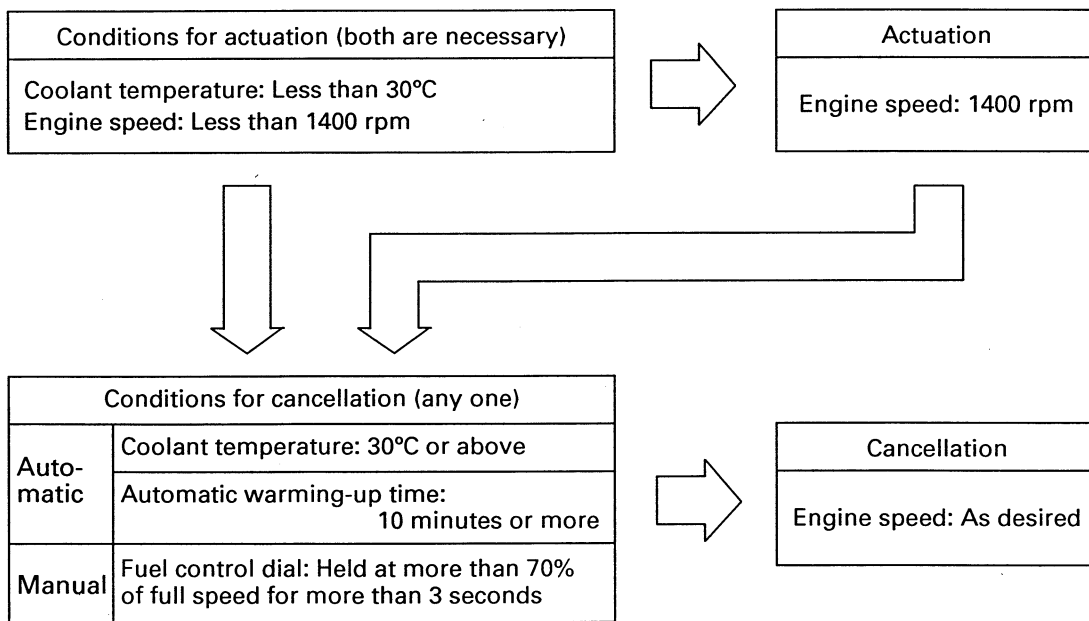 Conditions for actuation (both are necessary)
Coolant temperature: Less than 30°C
Engine speed: Less than 1400 rpm
Actuation
Engine speed: 1400 rpm
Conditions for cancellation (any one)
Auto-
matic
Coolant temperature: 30°C or above
Automatic warming-up time:
10 minutes or more
Manual
Fuel control dial: Held at more than 70%
of full speed for more than 3 seconds
Cancellation
Engine speed: As desired